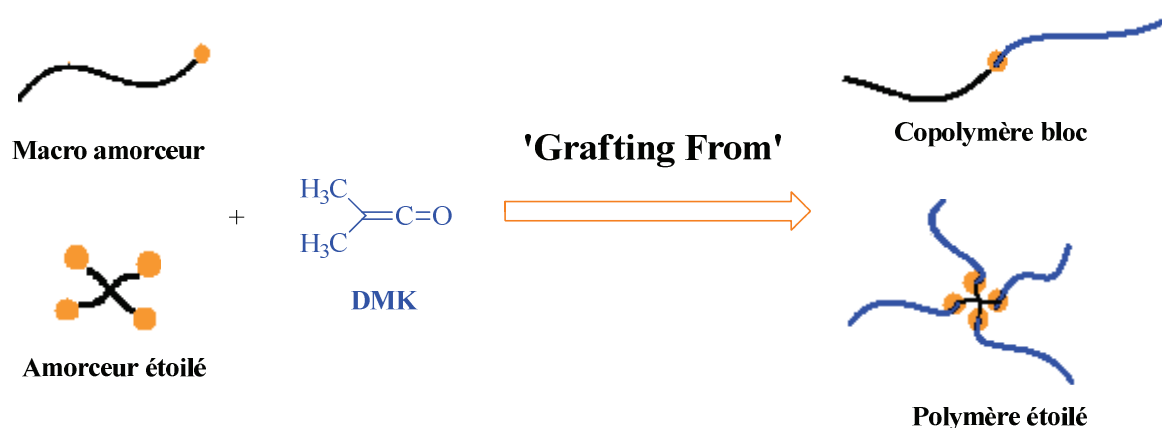 Macro amorceur
+
Amorceur étoilé
H₃C
C=O
H₃C
DMK
'Grafting From'
Copolymère bloc
Polymère étoilé